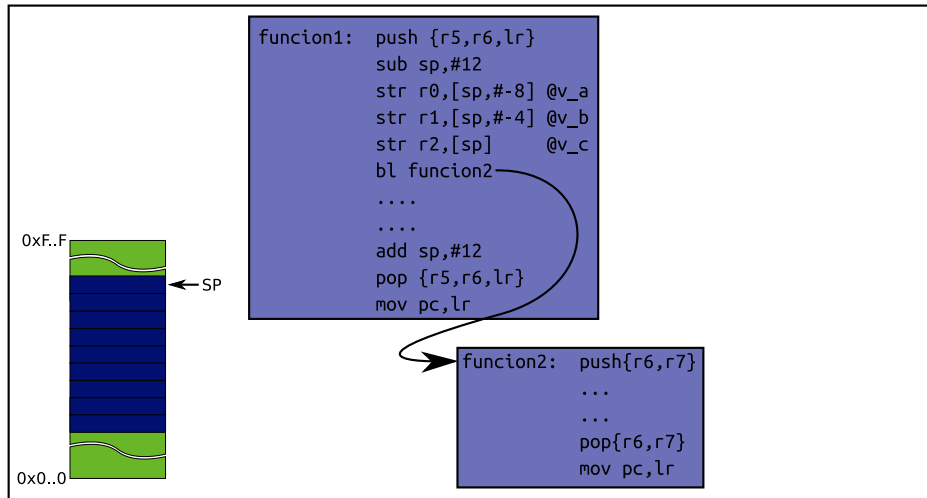 funcion1: push {r5,r6,lr}
sub sp,#12
str r0,[sp,#-8] @v_a
str r1,[sp,#-4] @v_b
str r2,[sp] @v_c
bl funcion2
....
....
add sp,#12
pop {r5,r6,lr}
mov pc,lr
0xF..F
SP
0x0..0
funcion2: push{r6,r7}
...
...
pop{r6,r7}
mov pc,lr